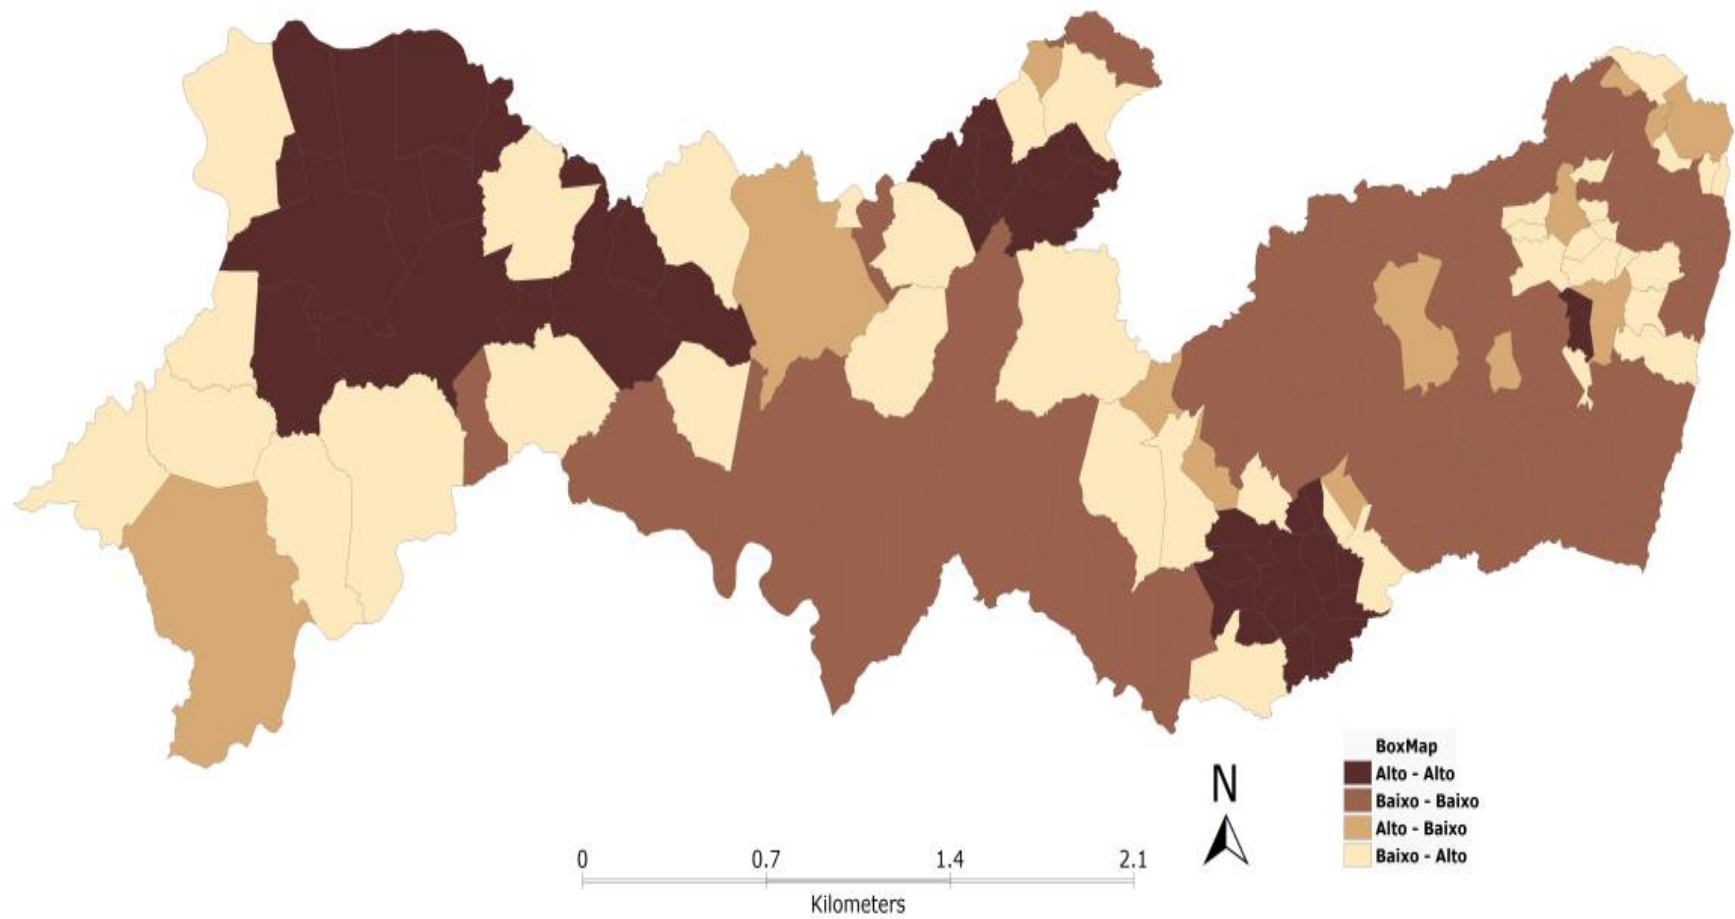 BoxMap
Alto - Alto
Baixo - Baixo
Alto - Baixo
Baixo - Alto
N
0 0.7 1.4 2.1
Kilometers